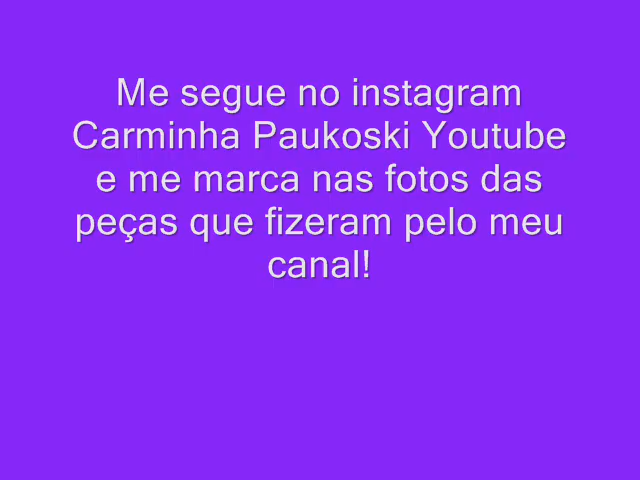 Me segue no instagram
Carminha Paukoski Youtube
e me marca nas fotos das
peças que fizeram pelo meu
canal!